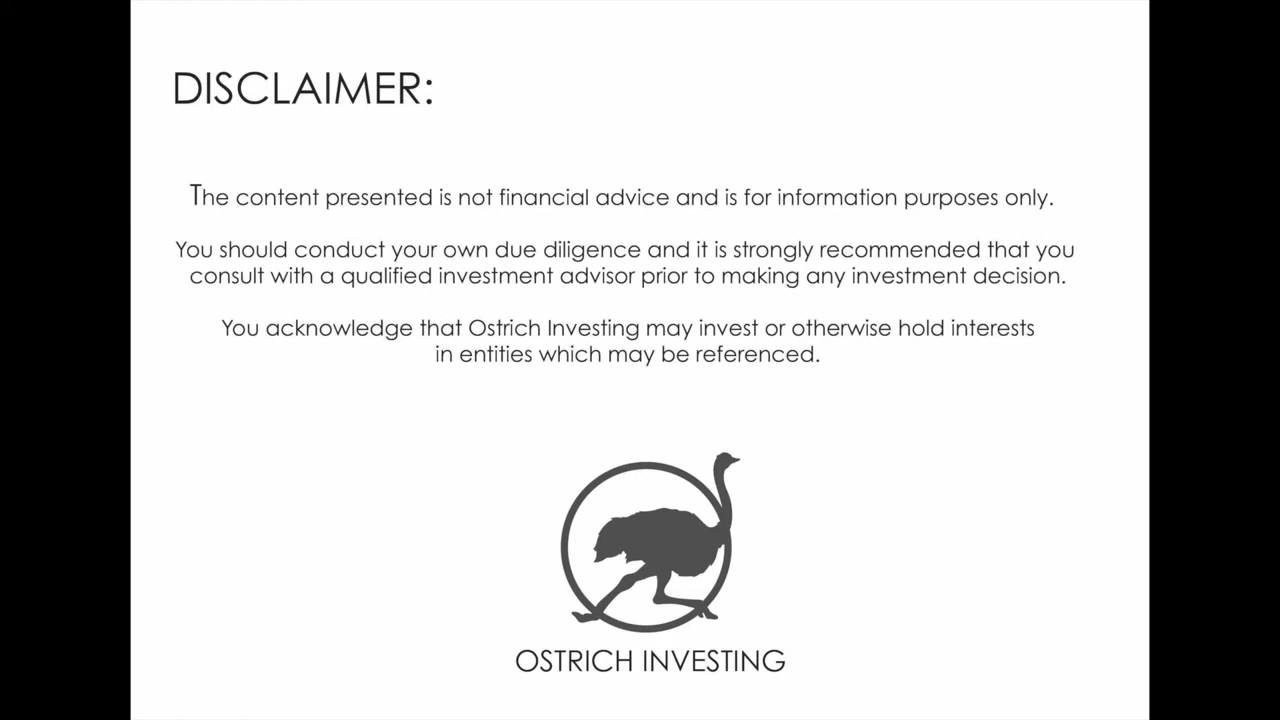 DISCLAIMER:
The content presented is not financial advice and is for information purposes only.
You should conduct your own due diligence and it is strongly recommended that you
consult with a qualified investment advisor prior to making any investment decision.
You acknowledge that Ostrich Investing may invest or otherwise hold interests
in entities which may be referenced.
OSTRICH INVESTING